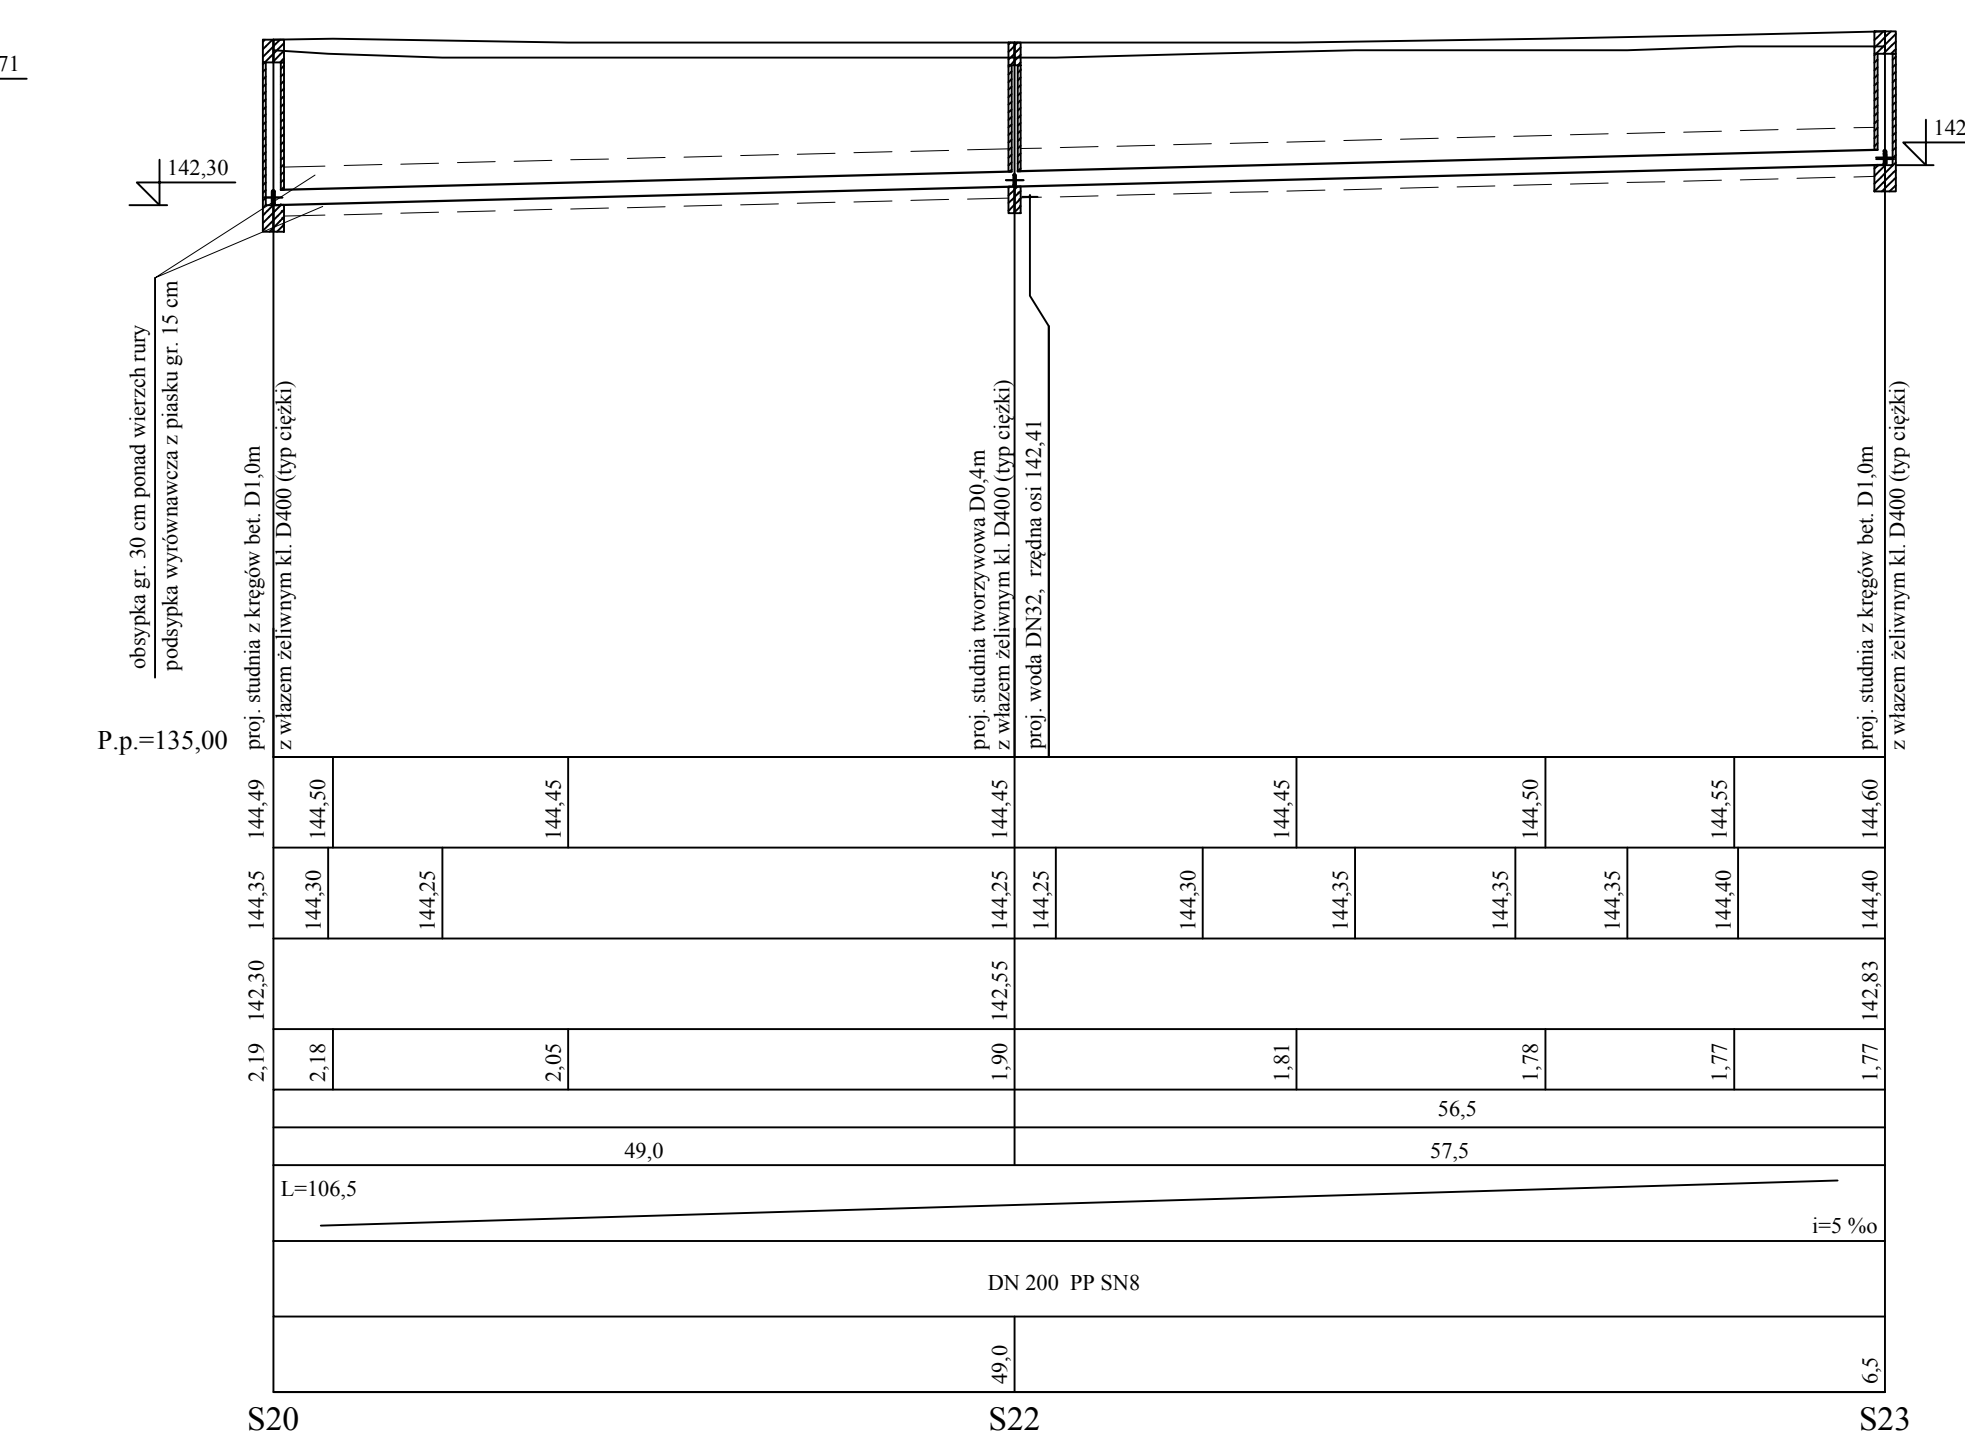 71
142,30
142
obsypka gr. 30 cm ponad wierzch rury
podsypka wyrównawcza z piasku gr. 15 cm
proj. studnia z kręgów bet. D1,0m
z włazem żeliwnym kl. D400 (typ ciężki)
proj. studnia tworzywowa D0,4m
z włazem żeliwnym kl. D400 (typ ciężki)
proj. woda DN32, rzędna osi 142,41
proj. studnia z kręgów bet. D1,0m
z włazem żeliwnym kl. D400 (typ ciężki)
P.p.=135,00
144,49 144,50 144,45 144,45 144,45 144,50 144,55 144,60
144,35 144,30 144,25 144,25 144,25 144,30 144,35 144,35 144,35 144,40 144,40
142,30 142,55 142,83
2,19 2,18 2,05 1,90 1,81 1,78 1,77 1,77
56,5
49,0 57,5
L=106,5
i=5 %o
DN 200 PP SN8
49,0 6,5
S20 S22 S23